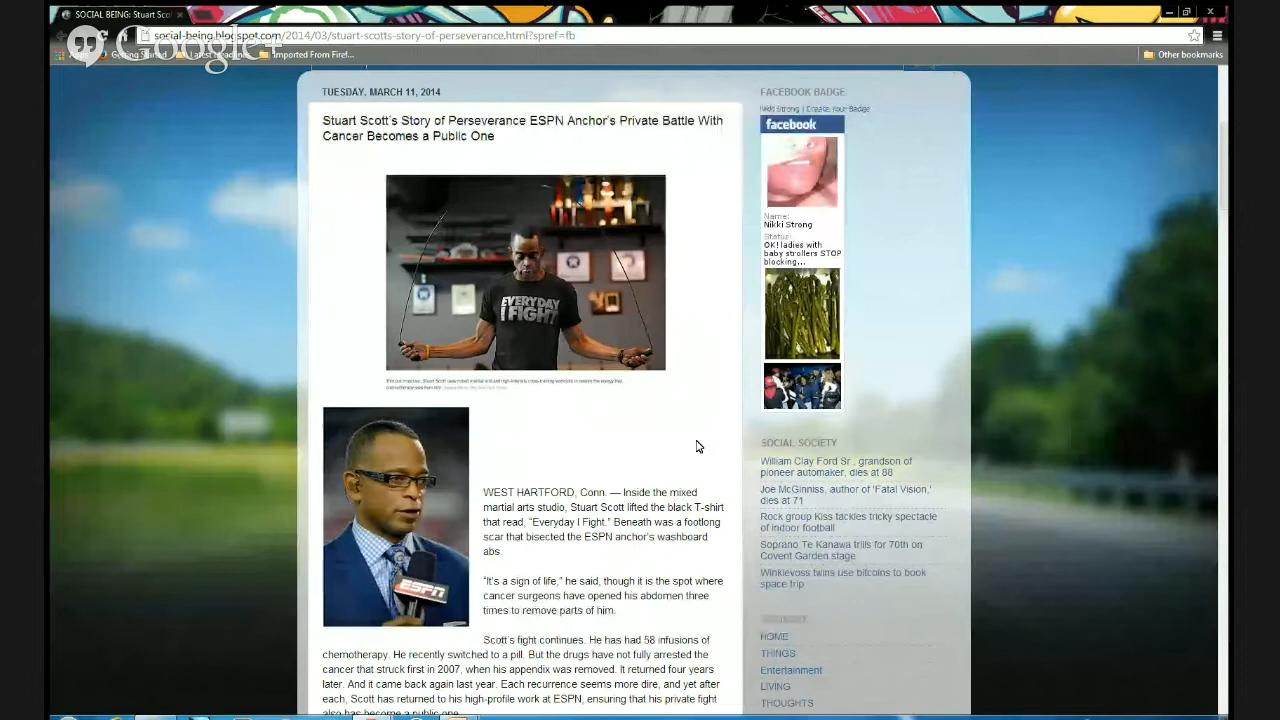 SOCIAL BEING: Stuart Sco
social-being.blogspot.com/2014/03/stuart-scotts-story-of-perseverance.html?spref=fb
Google+
Getting Started
Latest Headlines
Imported From Firef...
Other bookmarks
TUESDAY, MARCH 11, 2014
Stuart Scott's Story of Perseverance ESPN Anchor's Private Battle With
Cancer Becomes a Public One
EVERYDAY
I FIGHT
ESPN
WEST HARTFORD, Conn. — Inside the mixed
martial arts studio, Stuart Scott lifted the black T-shirt
that read, “Everyday I Fight.” Beneath was a footlong
scar that bisected the ESPN anchor's washboard
abs.
“It's a sign of life,” he said, though it is the spot where
cancer surgeons have opened his abdomen three
times to remove parts of him.
Scott's fight continues. He has had 58 infusions of
chemotherapy. He recently switched to a pill. But the drugs have not fully arrested the
cancer that struck first in 2007, when his appendix was removed. It returned four years
later. And it came back again last year. Each recurrence seems more dire, and yet after
each, Scott has returned to his high-profile work at ESPN, ensuring that his private fight
also has become a public one
FACEBOOK BADGE
Nikki Strong | Create Your Badge
facebook
Name:
Nikki Strong
Status:
OK! ladies with
baby strollers STOP
blocking...
SOCIAL SOCIETY
William Clay Ford Sr., grandson of
pioneer automaker, dies at 88
Joe McGinniss, author of 'Fatal Vision,'
dies at 71
Rock group Kiss tackles tricky spectacle
of indoor football
Soprano Te Kanawa trills for 70th on
Covent Garden stage
Winklevoss twins use bitcoins to book
space trip
HOME
THINGS
Entertainment
LIVING
THOUGHTS